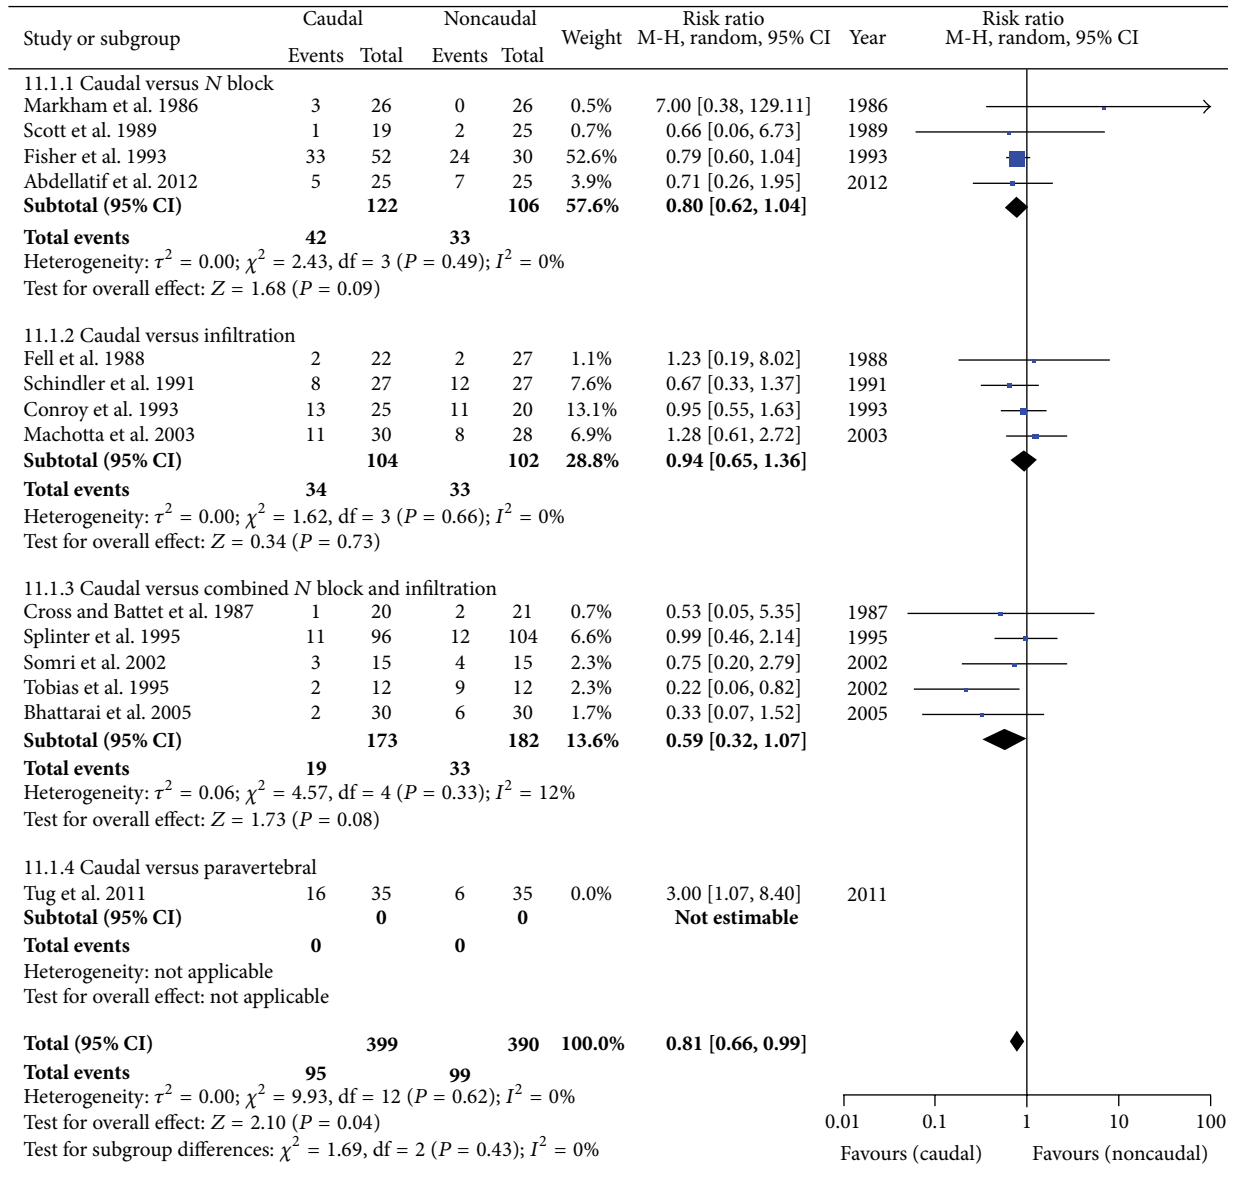 Caudal Noncaudal Risk ratio Risk ratio
Study or subgroup Weight M-H, random, 95% CI Year M-H, random, 95% CI
Events Total Events Total
11.1.1 Caudal versus N block
Markham et al. 1986 3 26 0 26 0.5% 7.00 [0.38, 129.11] 1986
Scott et al. 1989 1 19 2 25 0.7% 0.66 [0.06, 6.73] 1989
Fisher et al. 1993 33 52 24 30 52.6% 0.79 [0.60, 1.04] 1993
Abdellatif et al. 2012 5 25 7 25 3.9% 0.71 [0.26, 1.95] 2012
Subtotal (95% CI) 122 106 57.6% 0.80 [0.62, 1.04]
Total events 42 33
Heterogeneity: τ² = 0.00; χ² = 2.43, df = 3 (P = 0.49); I² = 0%
Test for overall effect: Z = 1.68 (P = 0.09)
11.1.2 Caudal versus infiltration
Fell et al. 1988 2 22 2 27 1.1% 1.23 [0.19, 8.02] 1988
Schindler et al. 1991 8 27 12 27 7.6% 0.67 [0.33, 1.37] 1991
Conroy et al. 1993 13 25 11 20 13.1% 0.95 [0.55, 1.63] 1993
Machotta et al. 2003 11 30 8 28 6.9% 1.28 [0.61, 2.72] 2003
Subtotal (95% CI) 104 102 28.8% 0.94 [0.65, 1.36]
Total events 34 33
Heterogeneity: τ² = 0.00; χ² = 1.62, df = 3 (P = 0.66); I² = 0%
Test for overall effect: Z = 0.34 (P = 0.73)
11.1.3 Caudal versus combined N block and infiltration
Cross and Battet et al. 1987 1 20 2 21 0.7% 0.53 [0.05, 5.35] 1987
Splinter et al. 1995 11 96 12 104 6.6% 0.99 [0.46, 2.14] 1995
Somri et al. 2002 3 15 4 15 2.3% 0.75 [0.20, 2.79] 2002
Tobias et al. 1995 2 12 9 12 2.3% 0.22 [0.06, 0.82] 2002
Bhattarai et al. 2005 2 30 6 30 1.7% 0.33 [0.07, 1.52] 2005
Subtotal (95% CI) 173 182 13.6% 0.59 [0.32, 1.07]
Total events 19 33
Heterogeneity: τ² = 0.06; χ² = 4.57, df = 4 (P = 0.33); I² = 12%
Test for overall effect: Z = 1.73 (P = 0.08)
11.1.4 Caudal versus paravertebral
Tug et al. 2011 16 35 6 35 0.0% 3.00 [1.07, 8.40] 2011
Subtotal (95% CI) 0 0 Not estimable
Total events 0 0
Heterogeneity: not applicable
Test for overall effect: not applicable
Total (95% CI) 399 390 100.0% 0.81 [0.66, 0.99]
Total events 95 99
Heterogeneity: τ² = 0.00; χ² = 9.93, df = 12 (P = 0.62); I² = 0%
Test for overall effect: Z = 2.10 (P = 0.04)
Test for subgroup differences: χ² = 1.69, df = 2 (P = 0.43); I² = 0%
0.01 0.1 1 10 100
Favours (caudal) Favours (noncaudal)